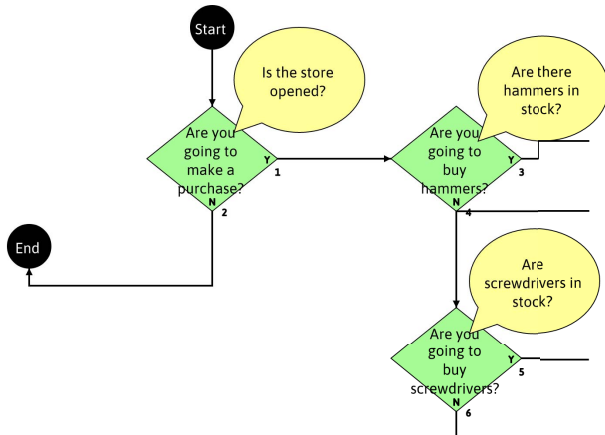 Start
Is the store
opened?
Are you
going to
make a
purchase?
Y
1
N
2
Are there
hammers in
stock?
Are you
going to
buy
hammers?
Y
3
N
4
End
Are
screwdrivers in
stock?
Are you
going to
buy
screwdrivers?
Y
5
N
6